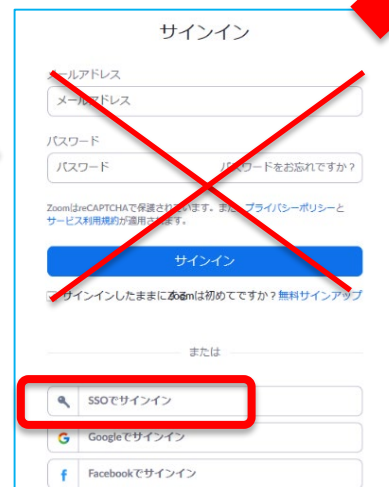 サインイン
メールアドレス
メールアドレス
パスワード
パスワード パスワードをお忘れですか?
ZoomはreCAPTCHAで保護されています。また、プライバシーポリシーと
サービス利用規約が適用されます。
サインイン
サインインしたままにする Zoomは初めてですか?無料サインアップ
または
SSOでサインイン
Googleでサインイン
Facebookでサインイン